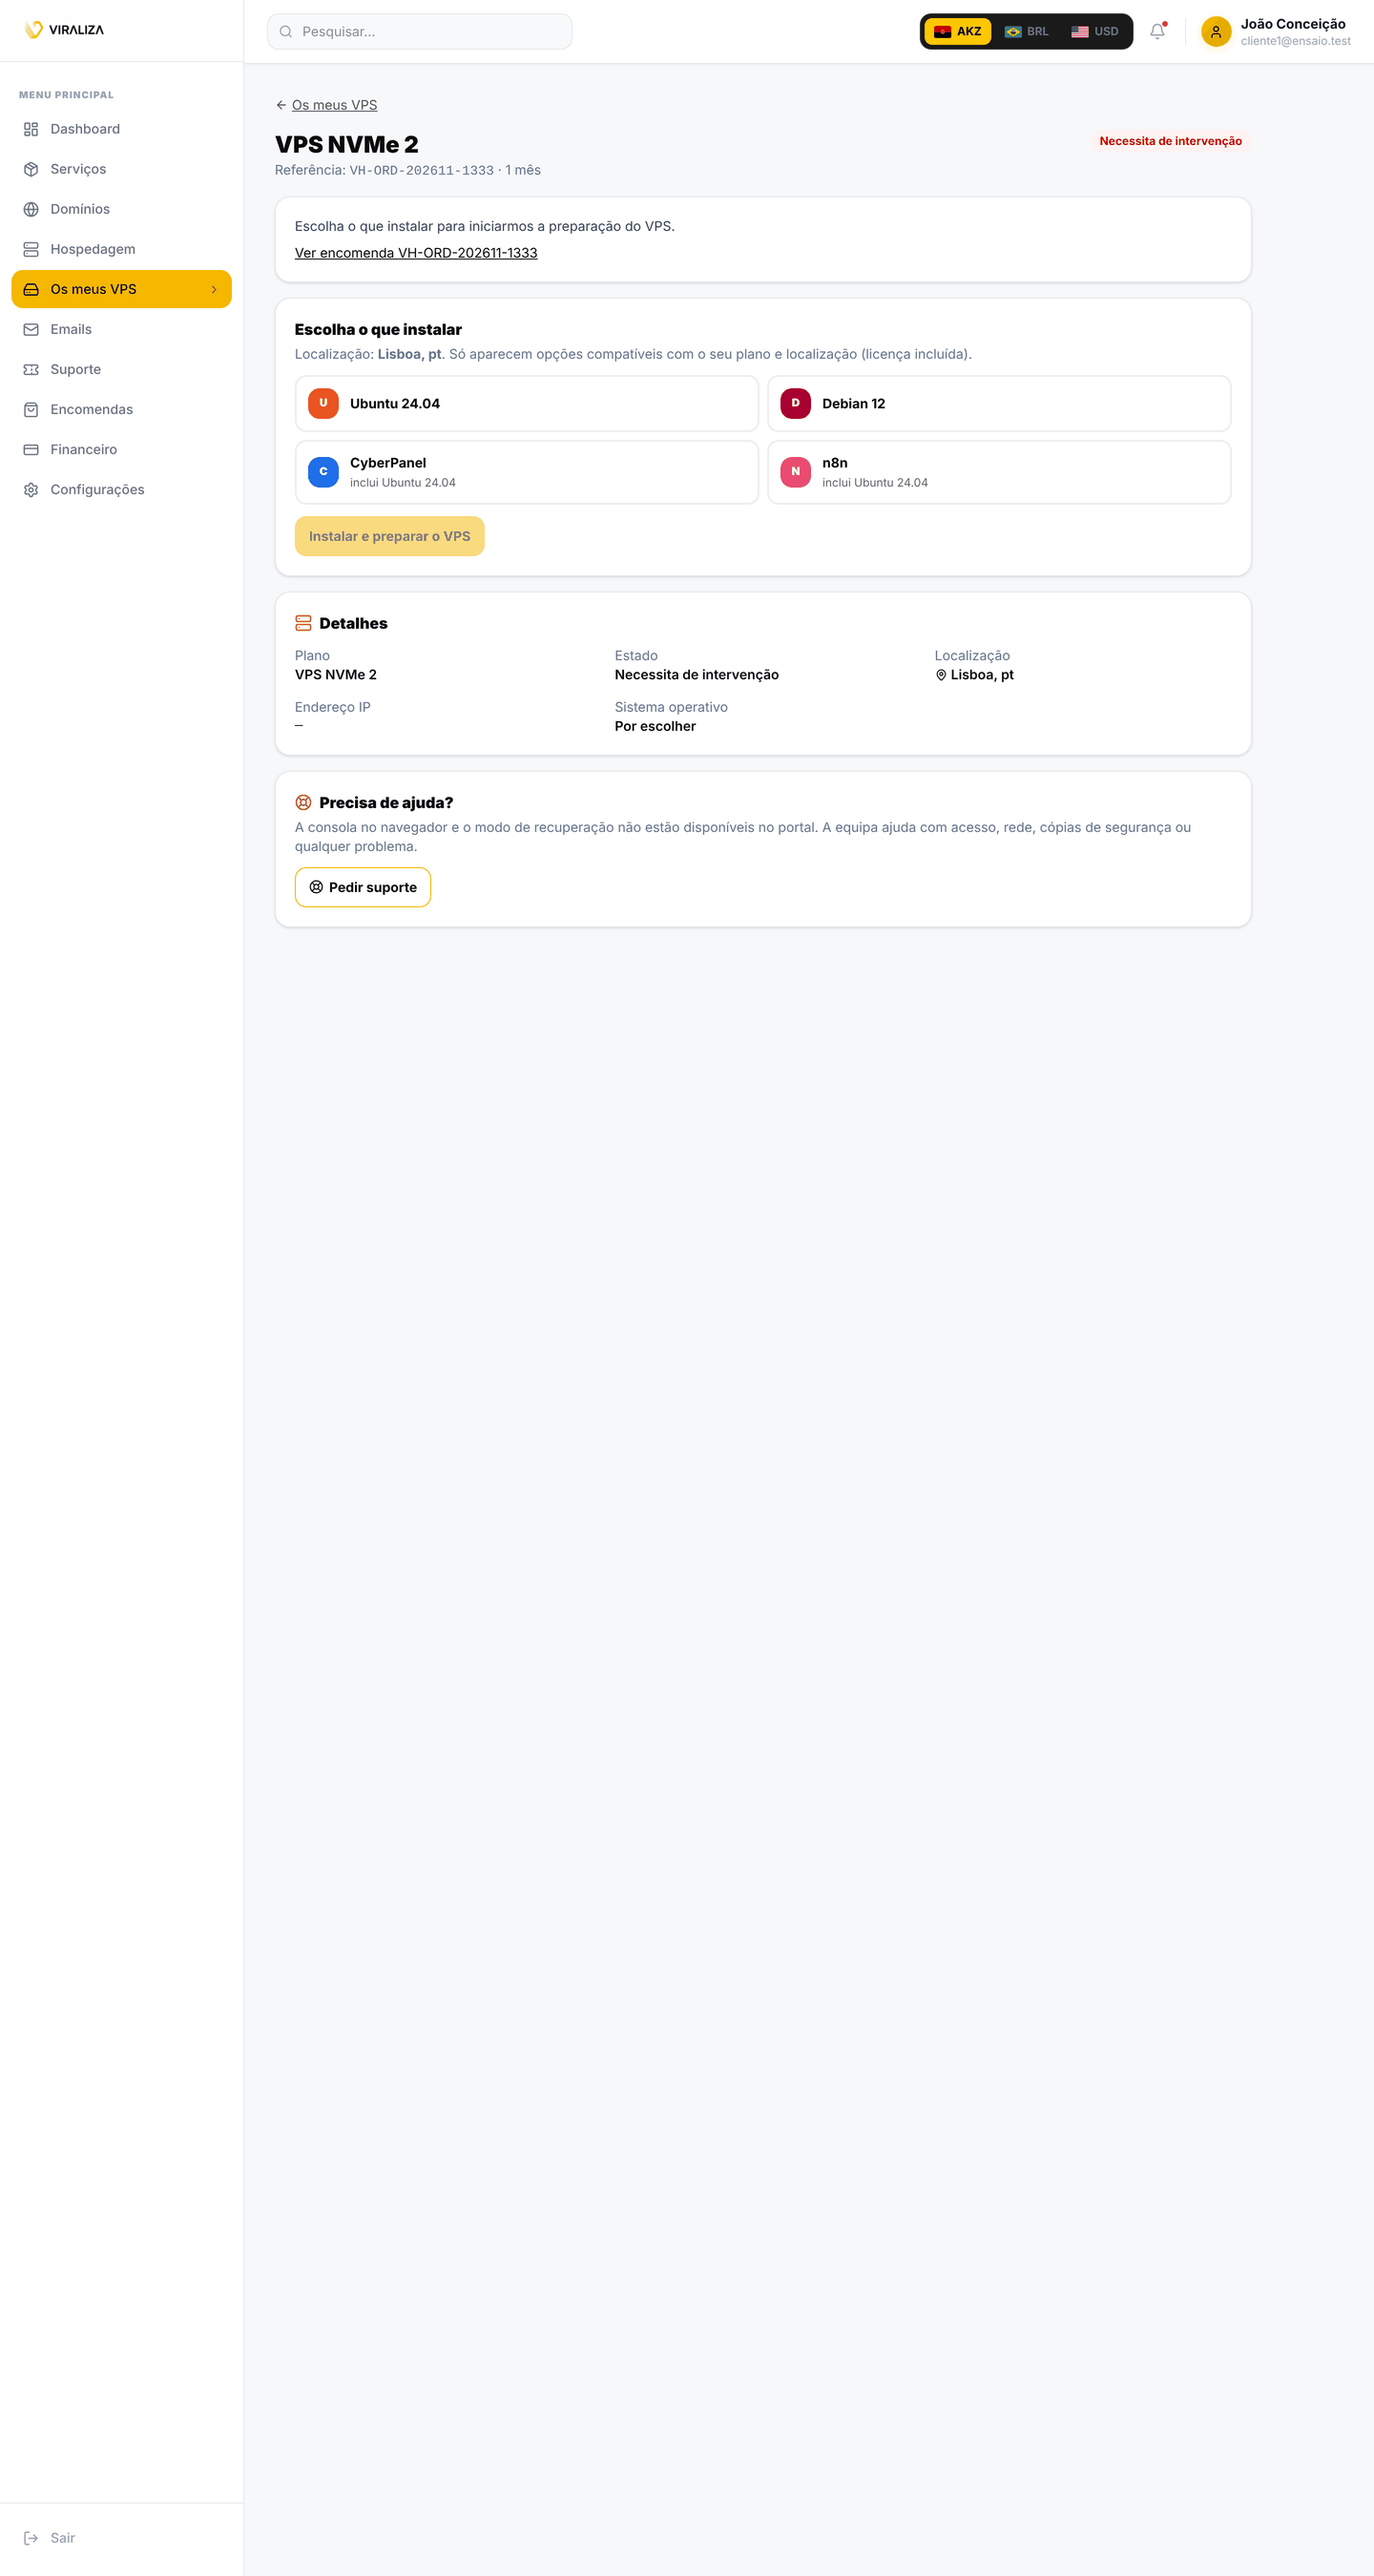 VIRALIZA
Pesquisar...
AKZ
BRL
USD
João Conceição
cliente1@ensaio.test
MENU PRINCIPAL
Dashboard
Serviços
Domínios
Hospedagem
Os meus VPS
Emails
Suporte
Encomendas
Financeiro
Configurações
Sair
← Os meus VPS
VPS NVMe 2
Necessita de intervenção
Referência: VH-ORD-202611-1333 · 1 mês
Escolha o que instalar para iniciarmos a preparação do VPS.
Ver encomenda VH-ORD-202611-1333
Escolha o que instalar
Localização: Lisboa, pt. Só aparecem opções compatíveis com o seu plano e localização (licença incluída).
U
Ubuntu 24.04
D
Debian 12
C
CyberPanel
inclui Ubuntu 24.04
N
n8n
inclui Ubuntu 24.04
Instalar e preparar o VPS
Detalhes
Plano
VPS NVMe 2
Estado
Necessita de intervenção
Localização
Lisboa, pt
Endereço IP
—
Sistema operativo
Por escolher
Precisa de ajuda?
A consola no navegador e o modo de recuperação não estão disponíveis no portal. A equipa ajuda com acesso, rede, cópias de segurança ou
qualquer problema.
Pedir suporte